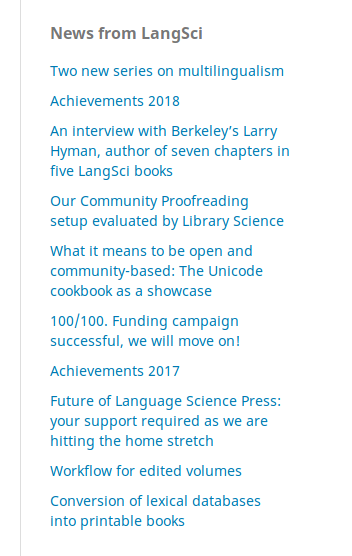 News from LangSci
Two new series on multilingualism
Achievements 2018
An interview with Berkeley’s Larry
Hyman, author of seven chapters in
five LangSci books
Our Community Proofreading
setup evaluated by Library Science
What it means to be open and
community-based: The Unicode
cookbook as a showcase
100/100. Funding campaign
successful, we will move on!
Achievements 2017
Future of Language Science Press:
your support required as we are
hitting the home stretch
Workflow for edited volumes
Conversion of lexical databases
into printable books